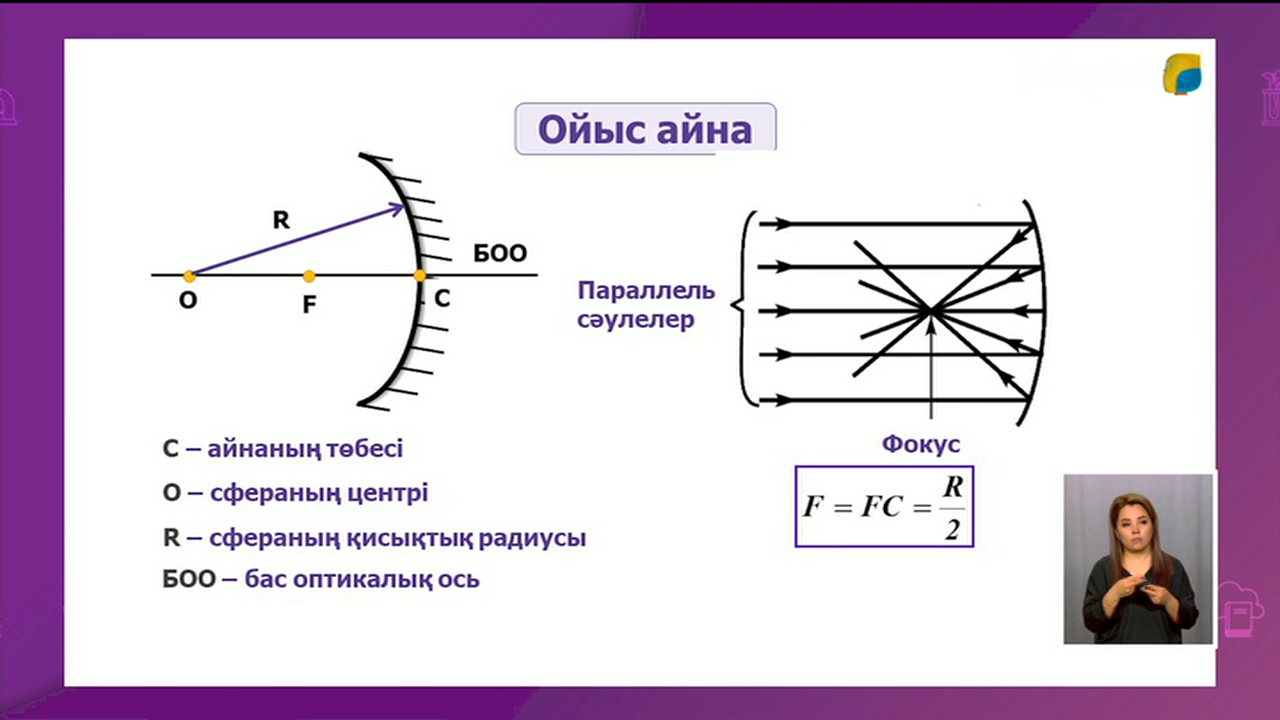 Ойыс айна
R
БОО
O
F
C
Параллель
сәулелер
Фокус
F = FC = R/2
C – айнаның төбесі
O – сфераның центрі
R – сфераның қисықтық радиусы
БОО – бас оптикалық ось